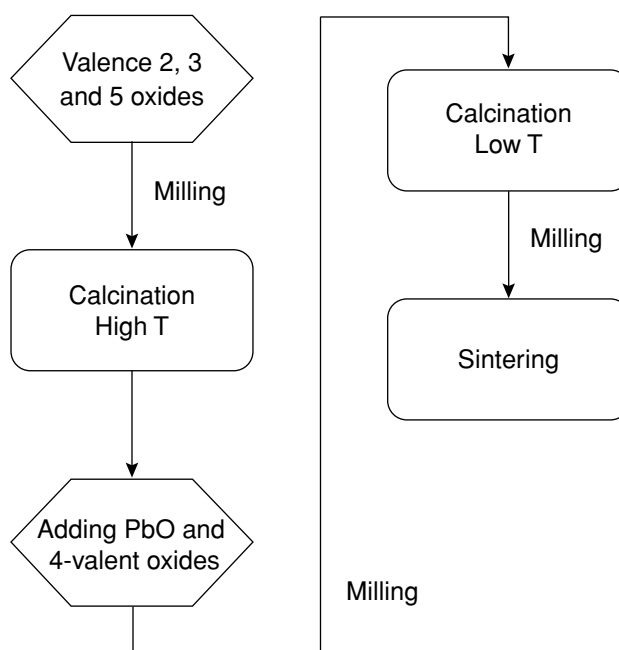 Valence 2, 3
and 5 oxides
Milling
Calcination
High T
Adding PbO and
4-valent oxides
Milling
Calcination
Low T
Milling
Sintering